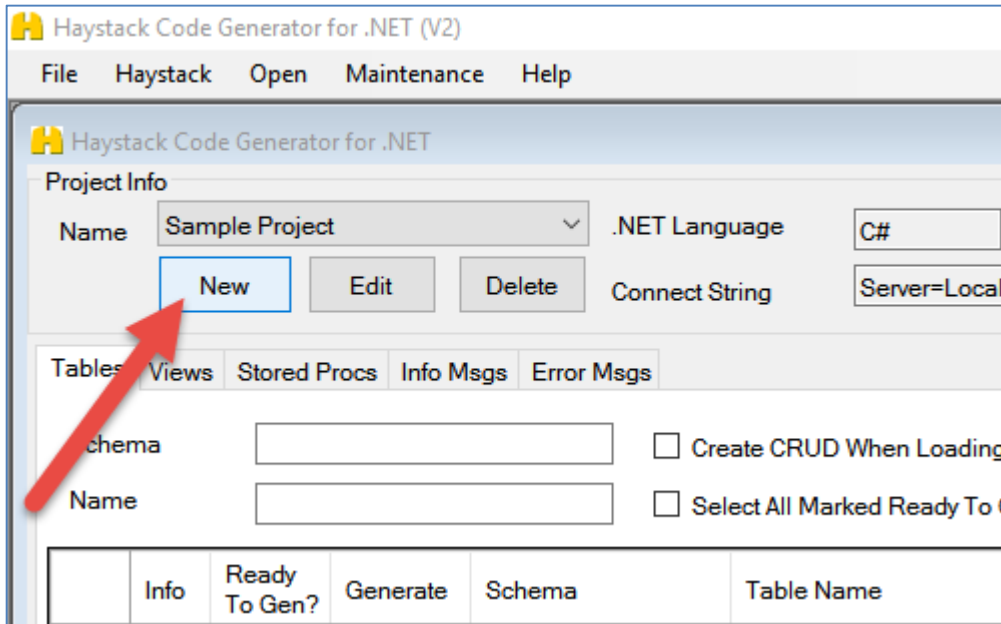 Haystack Code Generator for .NET (V2)
File Haystack Open Maintenance Help
Haystack Code Generator for .NET
Project Info
Name Sample Project .NET Language C#
New Edit Delete Connect String Server=Local
Tables Views Stored Procs Info Msgs Error Msgs
Schema Create CRUD When Loading
Name Select All Marked Ready To
Info Ready To Gen? Generate Schema Table Name